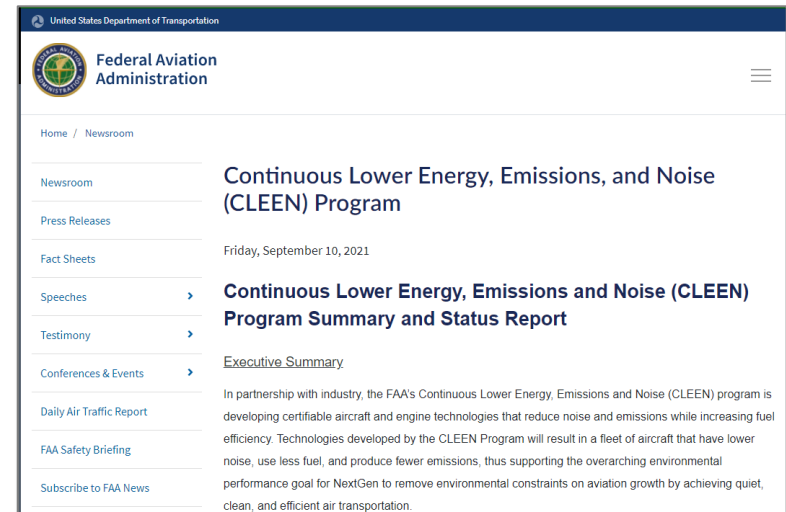 United States Department of Transportation
Federal Aviation
Administration
Home / Newsroom
Newsroom
Press Releases
Fact Sheets
Speeches
Testimony
Conferences & Events
Daily Air Traffic Report
FAA Safety Briefing
Subscribe to FAA News
Continuous Lower Energy, Emissions, and Noise
(CLEEN) Program
Friday, September 10, 2021
Continuous Lower Energy, Emissions and Noise (CLEEN)
Program Summary and Status Report
Executive Summary
In partnership with industry, the FAA's Continuous Lower Energy, Emissions and Noise (CLEEN) program is
developing certifiable aircraft and engine technologies that reduce noise and emissions while increasing fuel
efficiency. Technologies developed by the CLEEN Program will result in a fleet of aircraft that have lower
noise, use less fuel, and produce fewer emissions, thus supporting the overarching environmental
performance goal for NextGen to remove environmental constraints on aviation growth by achieving quiet,
clean, and efficient air transportation.